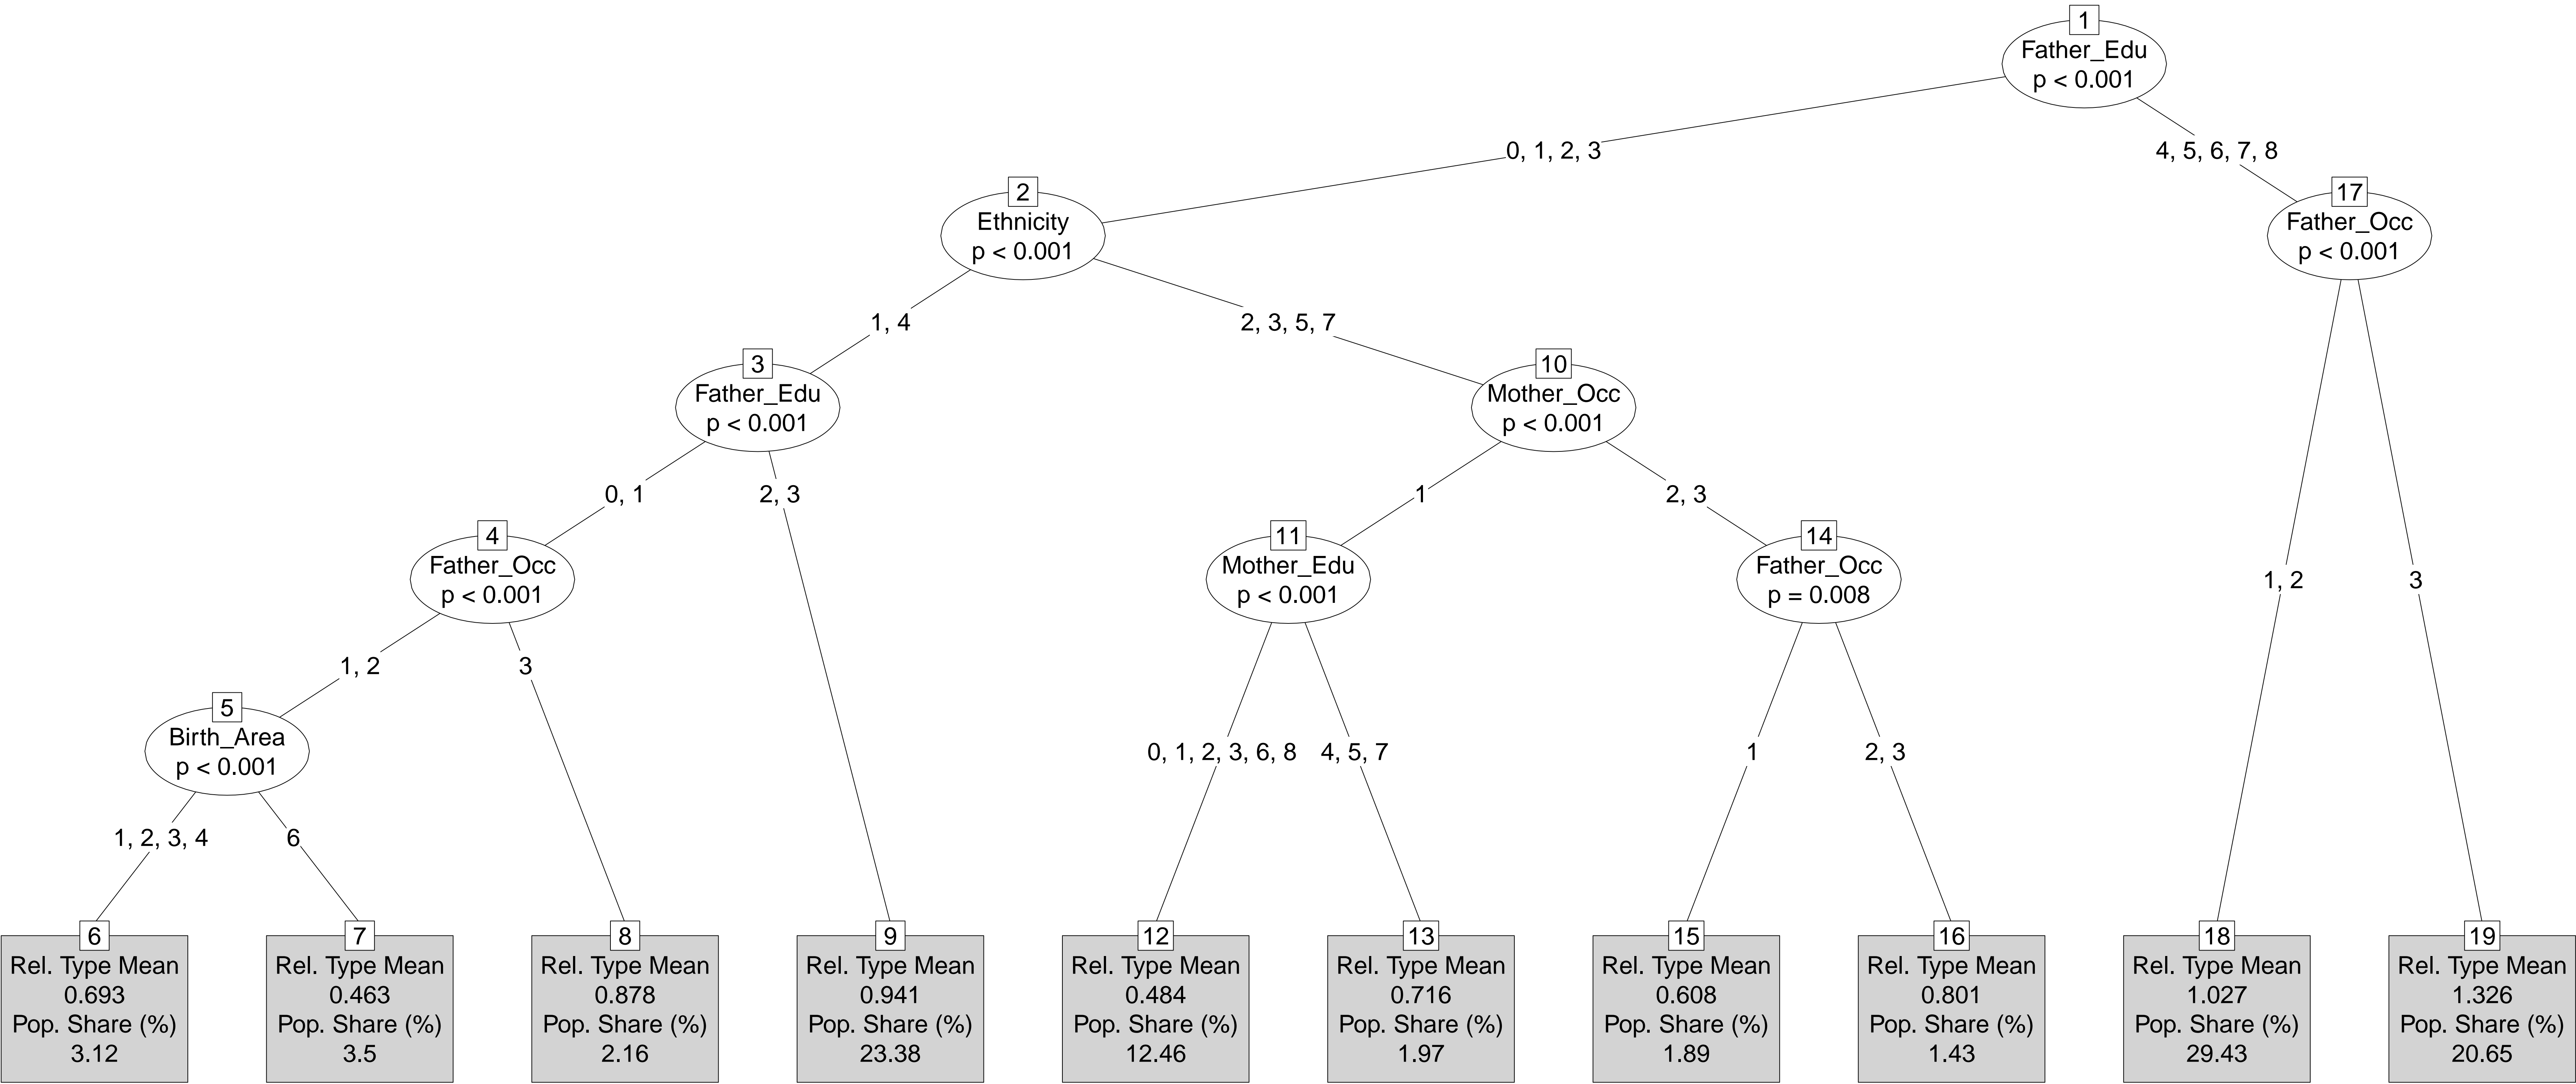 1
Father_Edu
p < 0.001
0, 1, 2, 3
4, 5, 6, 7, 8
2
Ethnicity
p < 0.001
17
Father_Occ
p < 0.001
1, 4
2, 3, 5, 7
3
Father_Edu
p < 0.001
10
Mother_Occ
p < 0.001
0, 1
2, 3
1
2, 3
4
Father_Occ
p < 0.001
11
Mother_Edu
p < 0.001
14
Father_Occ
p = 0.008
1, 2
3
1, 2
3
5
Birth_Area
p < 0.001
0, 1, 2, 3, 6, 8
4, 5, 7
1
2, 3
1, 2, 3, 4
6
6
Rel. Type Mean
0.693
Pop. Share (%)
3.12
7
Rel. Type Mean
0.463
Pop. Share (%)
3.5
8
Rel. Type Mean
0.878
Pop. Share (%)
2.16
9
Rel. Type Mean
0.941
Pop. Share (%)
23.38
12
Rel. Type Mean
0.484
Pop. Share (%)
12.46
13
Rel. Type Mean
0.716
Pop. Share (%)
1.97
15
Rel. Type Mean
0.608
Pop. Share (%)
1.89
16
Rel. Type Mean
0.801
Pop. Share (%)
1.43
18
Rel. Type Mean
1.027
Pop. Share (%)
29.43
19
Rel. Type Mean
1.326
Pop. Share (%)
20.65